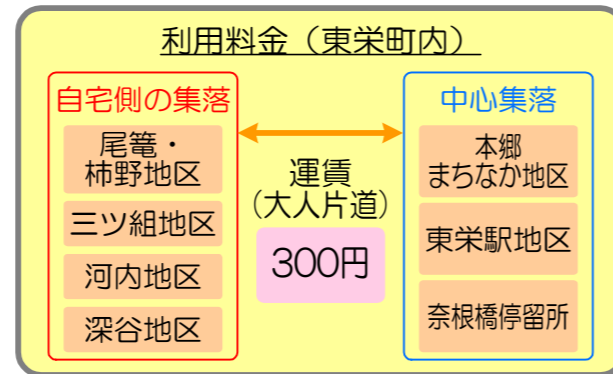 利用料金（東栄町内）
自宅側の集落
尾籠・
柿野地区
三ツ組地区
河内地区
深谷地区
運賃
（大人片道）
300円
中心集落
本郷
まちなか地区
東栄駅地区
奈根橋停留所